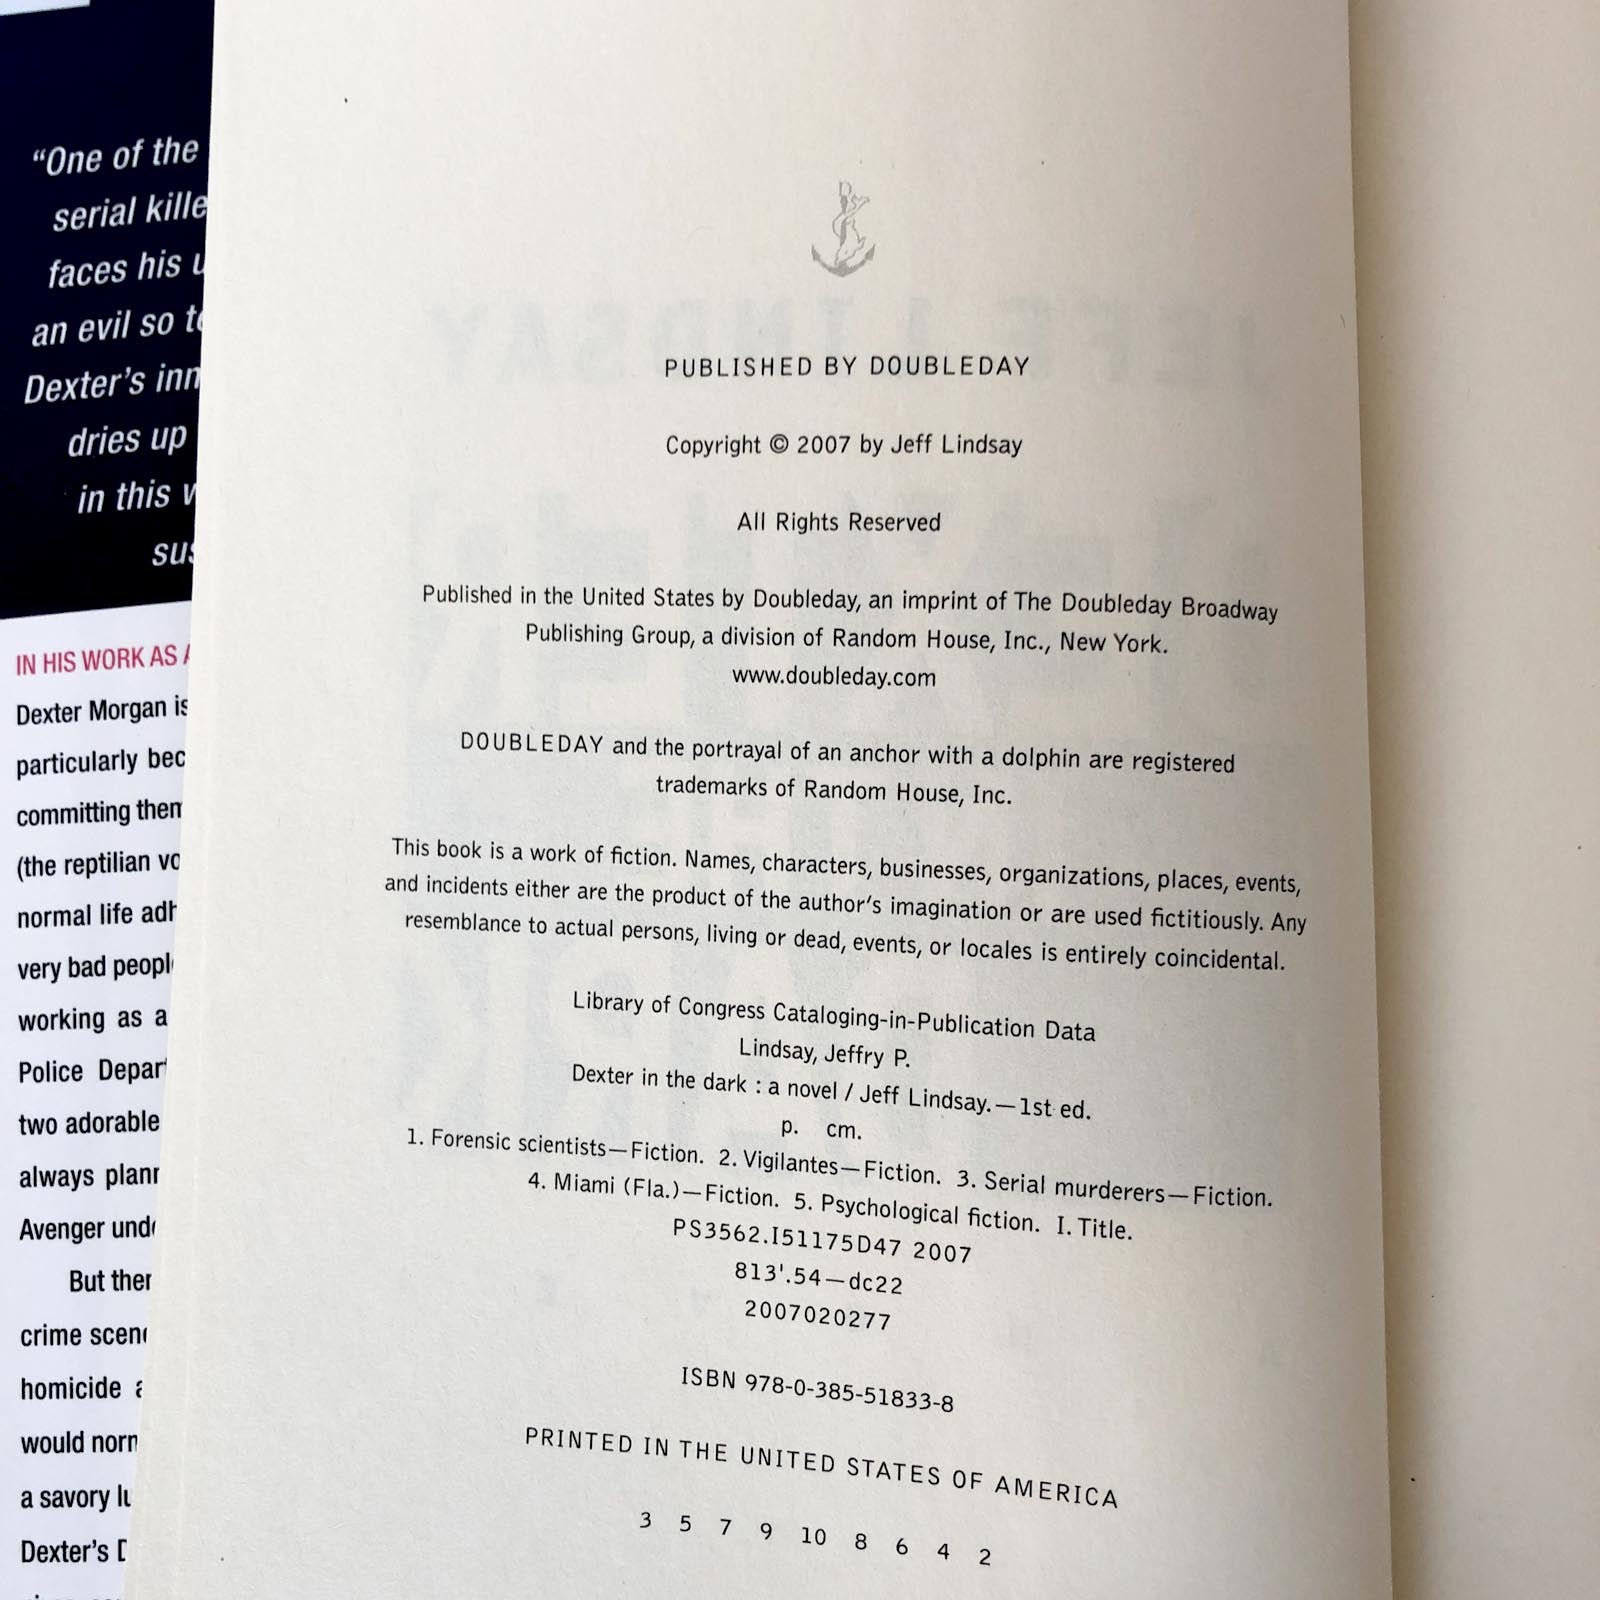 “One of the
serial kille
faces his u
an evil so to
Dexter’s inn
dries up
in this w
sus
IN HIS WORK AS A
Dexter Morgan is
particularly bec
committing them
(the reptilian vo
normal life adh
very bad people
working as a
Police Depart
two adorable
always plann
Avenger unde
But then
crime scene
homicide a
would norn
a savory lu
Dexter’s D
PUBLISHED BY DOUBLEDAY
Copyright © 2007 by Jeff Lindsay
All Rights Reserved
Published in the United States by Doubleday, an imprint of The Doubleday Broadway
Publishing Group, a division of Random House, Inc., New York.
www.doubleday.com
DOUBLEDAY and the portrayal of an anchor with a dolphin are registered
trademarks of Random House, Inc.
This book is a work of fiction. Names, characters, businesses, organizations, places, events,
and incidents either are the product of the author’s imagination or are used fictitiously. Any
resemblance to actual persons, living or dead, events, or locales is entirely coincidental.
Library of Congress Cataloging-in-Publication Data
Lindsay, Jeffry P.
Dexter in the dark : a novel / Jeff Lindsay.—1st ed.
p. cm.
1. Forensic scientists—Fiction. 2. Vigilantes—Fiction. 3. Serial murderers—Fiction.
4. Miami (Fla.)—Fiction. 5. Psychological fiction. I. Title.
PS3562.I51175D47 2007
813'.54—dc22
2007020277
ISBN 978-0-385-51833-8
PRINTED IN THE UNITED STATES OF AMERICA
3 5 7 9 10 8 6 4 2